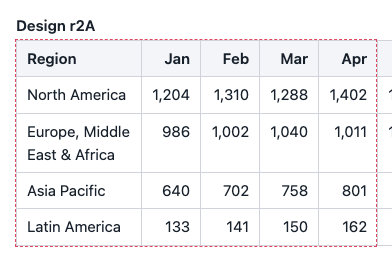 Design r2A
Region Jan Feb Mar Apr
North America 1,204 1,310 1,288 1,402
Europe, Middle 986 1,002 1,040 1,011
East & Africa
Asia Pacific 640 702 758 801
Latin America 133 141 150 162